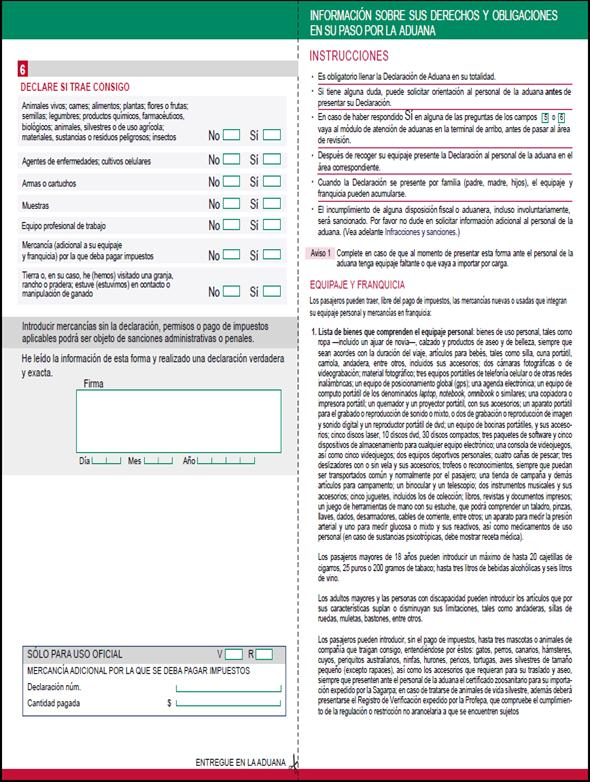 6
DECLARE SI TRAE CONSIGO
Animales vivos; carnes; alimentos; plantas; flores o frutas;
semillas; legumbres; productos químicos, farmacéuticos,
biológicos; animales, silvestres o de uso agrícola;
materiales, sustancias o residuos peligrosos; insectos No Sí
Agentes de enfermedades; cultivos celulares No Sí
Armas o cartuchos No Sí
Muestras No Sí
Equipo profesional de trabajo No Sí
Mercancía (adicional a su equipaje
y franquicia) por la que deba pagar impuestos No Sí
Tierra o, en su caso, he (hemos) visitado una granja,
rancho o pradera; estuve (estuvimos) en contacto o
manipulación de ganado No Sí
Introducir mercancías sin la declaración, permisos o pago de impuestos
aplicables podrá ser objeto de sanciones administrativas o penales.
He leído la información de esta forma y realizado una declaración verdadera
y exacta.
Firma
Día Mes Año
SÓLO PARA USO OFICIAL V R
MERCANCÍA ADICIONAL POR LA QUE SE DEBA PAGAR IMPUESTOS
Declaración núm.
Cantidad pagada $
ENTREGUE EN LA ADUANA
INFORMACIÓN SOBRE SUS DERECHOS Y OBLIGACIONES
EN SU PASO POR LA ADUANA
INSTRUCCIONES
· Es obligatorio llenar la Declaración de Aduana en su totalidad.
· Si tiene alguna duda, puede solicitar orientación al personal de la aduana antes de
presentar su Declaración.
· En caso de haber respondido Sí en alguna de las preguntas de los campos 5 o 6
vaya al módulo de atención de aduanas en la terminal de arribo, antes de pasar al área
de revisión.
· Después de recoger su equipaje presente la Declaración al personal de la aduana en el
área correspondiente.
· Cuando la Declaración se presente por familia (padre, madre, hijos), el equipaje y
franquicia pueden acumularse.
· El incumplimiento de alguna disposición fiscal o aduanera, incluso involuntariamente,
será sancionado. Por favor no dude en solicitar información adicional al personal de la
aduana. (Vea adelante Infracciones y sanciones.)
Aviso 1 Complete en caso de que al momento de presentar esta forma ante el personal de la
aduana tenga equipaje faltante o que vaya a importar por carga.
EQUIPAJE Y FRANQUICIA
Los pasajeros pueden traer, libre del pago de impuestos, las mercancías nuevas o usadas que integran
su equipaje personal y mercancías en franquicia:
1. Lista de bienes que comprenden el equipaje personal: bienes de uso personal, tales como
ropa —incluido un ajuar de novia—, calzado y productos de aseo y de belleza, siempre que
sean acordes con la duración del viaje, artículos para bebés, tales como silla, cuna portátil,
carriola, andadera, entre otros, incluidos sus accesorios; dos cámaras fotográficas o de
videograbación; material fotográfico; tres equipos portátiles de telefonía celular o de otras redes
inalámbricas; un equipo de posicionamiento global (gps); una agenda electrónica; un equipo de
computo portátil de los denominados laptop, notebook, omnibook o similares; una copiadora o
impresora portátil; un quemador y un proyector portátil, con sus accesorios; un aparato portátil
para el grabado o reproducción de sonido o mixto, o dos de grabación o reproducción de imagen
y sonido digital y un reproductor portátil de dvd; un equipo de bocinas portátiles, y sus acceso-
rios; cinco discos laser, 10 discos dvd, 30 discos compactos; tres paquetes de software y cinco
dispositivos de almacenamiento para cualquier equipo electrónico; una consola de videojuegos,
así como cinco videojuegos; dos equipos deportivos personales; cuatro cañas de pescar; tres
deslizadores con o sin vela y sus accesorios; trofeos o reconocimientos, siempre que puedan
ser transportados común y normalmente por el pasajero; una tienda de campaña y demás
artículos para campamento; un binocular y un telescopio; dos instrumentos musicales y sus
accesorios; cinco juguetes, incluidos los de colección; libros, revistas y documentos impresos;
un juego de herramientas de mano con su estuche, que podrá comprender un taladro, pinzas,
llaves, dados, desarmadores, cables de corriente, entre otros; un aparato para medir la presión
arterial y uno para medir glucosa o mixto y sus reactivos, así como medicamentos de uso
personal (en caso de sustancias psicotrópicas, debe mostrar receta médica).
Los pasajeros mayores de 18 años pueden introducir un máximo de hasta 20 cajetillas de
cigarros, 25 puros o 200 gramos de tabaco; hasta tres litros de bebidas alcohólicas y seis litros
de vino.
Los adultos mayores y las personas con discapacidad pueden introducir los artículos que por
sus características suplan o disminuyan sus limitaciones, tales como andaderas, sillas de
ruedas, muletas, bastones, entre otros.
Los pasajeros pueden introducir, sin el pago de impuestos, hasta tres mascotas o animales de
compañía que traigan consigo, entendiéndose por éstos: gatos, perros, canarios, hámsteres,
cuyos, periquitos australianos, ninfas, hurones, pericos, tortugas, aves silvestres de tamaño
pequeño (excepto rapaces), así como los accesorios que requieran para su traslado y aseo,
siempre que presenten ante el personal de la aduana el certificado zoosanitario para su importa-
ción expedido por la Sagarpa; en caso de tratarse de animales de vida silvestre, además deberá
presentarse el Registro de Verificación expedido por la Profepa, que compruebe el cumplimien-
to de la regulación o restricción no arancelaria a que se encuentren sujetos